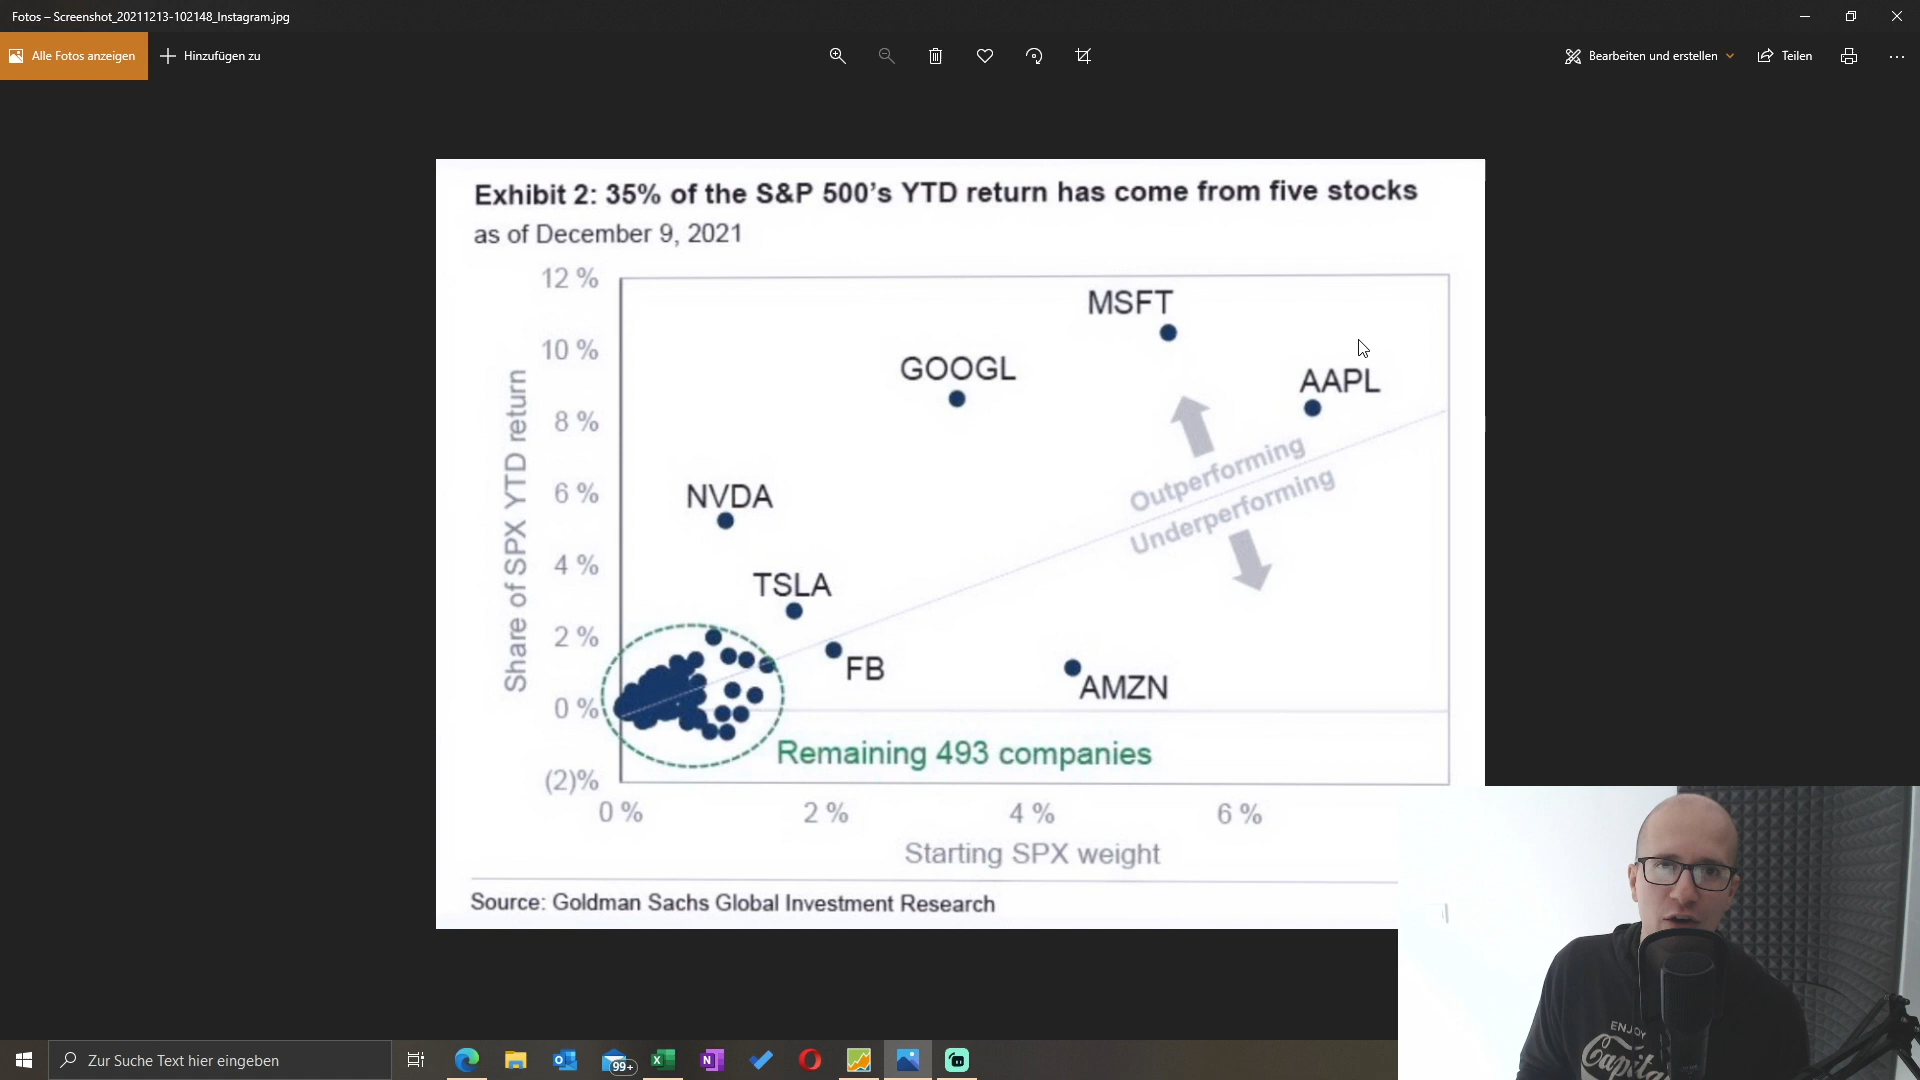 Fotos – Screenshot_20211213-102148_Instagram.jpg
Alle Fotos anzeigen
Hinzufügen zu
Bearbeiten und erstellen
Teilen
Exhibit 2: 35% of the S&P 500's YTD return has come from five stocks
as of December 9, 2021
12 %
10 %
8 %
6 %
4 %
2 %
0 %
(2)%
Share of SPX YTD return
MSFT
GOOGL
AAPL
NVDA
Outperforming
Underperforming
TSLA
FB
AMZN
Remaining 493 companies
0 %
2 %
4 %
6 %
Starting SPX weight
Source: Goldman Sachs Global Investment Research
ENJOY
Zur Suche Text hier eingeben
99+